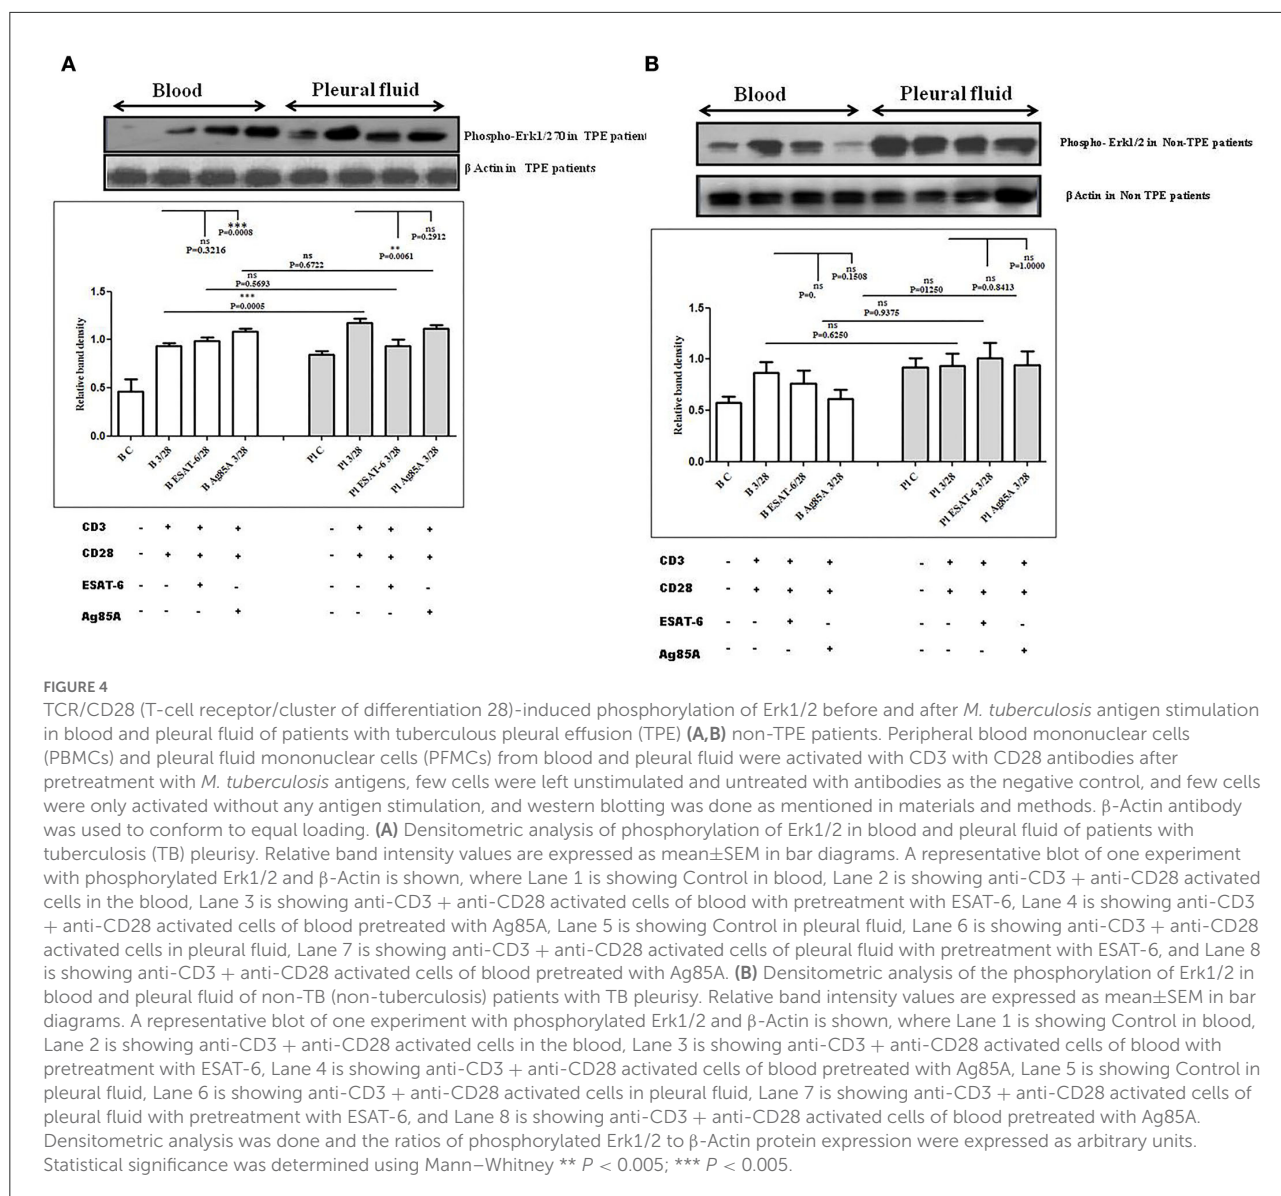 A
Blood
Pleural fluid
Phospho-Erk1/270 in TPE patient
β Actin in TPE patients
***
P=0.0008
ns
P=0.3216
ns
P=0.2912
**
P=0.0061
ns
P=0.6722
ns
P=0.5693
***
P=0.0005
Relative band density
1.5
1.0
0.5
0.0
B C
B 3/28
B ESAT-6/28
B Ag85A 3/28
Pl C
Pl 3/28
Pl ESAT-6 3/28
Pl Ag85A 3/28
CD3 - + + + - + + +
CD28 - + + + - + + +
ESAT-6 - - + - - - + -
Ag85A - - - + - - - +
B
Blood
Pleural fluid
Phospho- Erk1/2 in Non-TPE patients
β Actin in Non TPE patients
ns
P=0.1508
ns
P=0.
ns
P=1.0000
ns
P=0.0.8413
ns
P=01250
ns
P=0.9375
ns
P=0.6250
Relative band density
1.5
1.0
0.5
0.0
B C
B 3/28
B ESAT-6/28
B Ag85A 3/28
Pl C
Pl 3/28
Pl ESAT-6 3/28
Pl Ag85A 3/28
CD3 - + + + - + + +
CD28 - + + + - + + +
ESAT-6 - - + - - - + -
Ag85A - - - + - - - +
FIGURE 4
TCR/CD28 (T-cell receptor/cluster of differentiation 28)-induced phosphorylation of Erk1/2 before and after M. tuberculosis antigen stimulation
in blood and pleural fluid of patients with tuberculous pleural effusion (TPE) (A,B) non-TPE patients. Peripheral blood mononuclear cells
(PBMCs) and pleural fluid mononuclear cells (PFMCs) from blood and pleural fluid were activated with CD3 with CD28 antibodies after
pretreatment with M. tuberculosis antigens, few cells were left unstimulated and untreated with antibodies as the negative control, and few cells
were only activated without any antigen stimulation, and western blotting was done as mentioned in materials and methods. β-Actin antibody
was used to conform to equal loading. (A) Densitometric analysis of phosphorylation of Erk1/2 in blood and pleural fluid of patients with
tuberculosis (TB) pleurisy. Relative band intensity values are expressed as mean±SEM in bar diagrams. A representative blot of one experiment
with phosphorylated Erk1/2 and β-Actin is shown, where Lane 1 is showing Control in blood, Lane 2 is showing anti-CD3 + anti-CD28 activated
cells in the blood, Lane 3 is showing anti-CD3 + anti-CD28 activated cells of blood with pretreatment with ESAT-6, Lane 4 is showing anti-CD3
+ anti-CD28 activated cells of blood pretreated with Ag85A, Lane 5 is showing Control in pleural fluid, Lane 6 is showing anti-CD3 + anti-CD28
activated cells in pleural fluid, Lane 7 is showing anti-CD3 + anti-CD28 activated cells of pleural fluid with pretreatment with ESAT-6, and Lane 8
is showing anti-CD3 + anti-CD28 activated cells of blood pretreated with Ag85A. (B) Densitometric analysis of the phosphorylation of Erk1/2 in
blood and pleural fluid of non-TB (non-tuberculosis) patients with TB pleurisy. Relative band intensity values are expressed as mean±SEM in bar
diagrams. A representative blot of one experiment with phosphorylated Erk1/2 and β-Actin is shown, where Lane 1 is showing Control in blood,
Lane 2 is showing anti-CD3 + anti-CD28 activated cells in the blood, Lane 3 is showing anti-CD3 + anti-CD28 activated cells of blood with
pretreatment with ESAT-6, Lane 4 is showing anti-CD3 + anti-CD28 activated cells of blood pretreated with Ag85A, Lane 5 is showing Control in
pleural fluid, Lane 6 is showing anti-CD3 + anti-CD28 activated cells in pleural fluid, Lane 7 is showing anti-CD3 + anti-CD28 activated cells of
pleural fluid with pretreatment with ESAT-6, and Lane 8 is showing anti-CD3 + anti-CD28 activated cells of blood pretreated with Ag85A.
Densitometric analysis was done and the ratios of phosphorylated Erk1/2 to β-Actin protein expression were expressed as arbitrary units.
Statistical significance was determined using Mann–Whitney ** P < 0.005; *** P < 0.005.